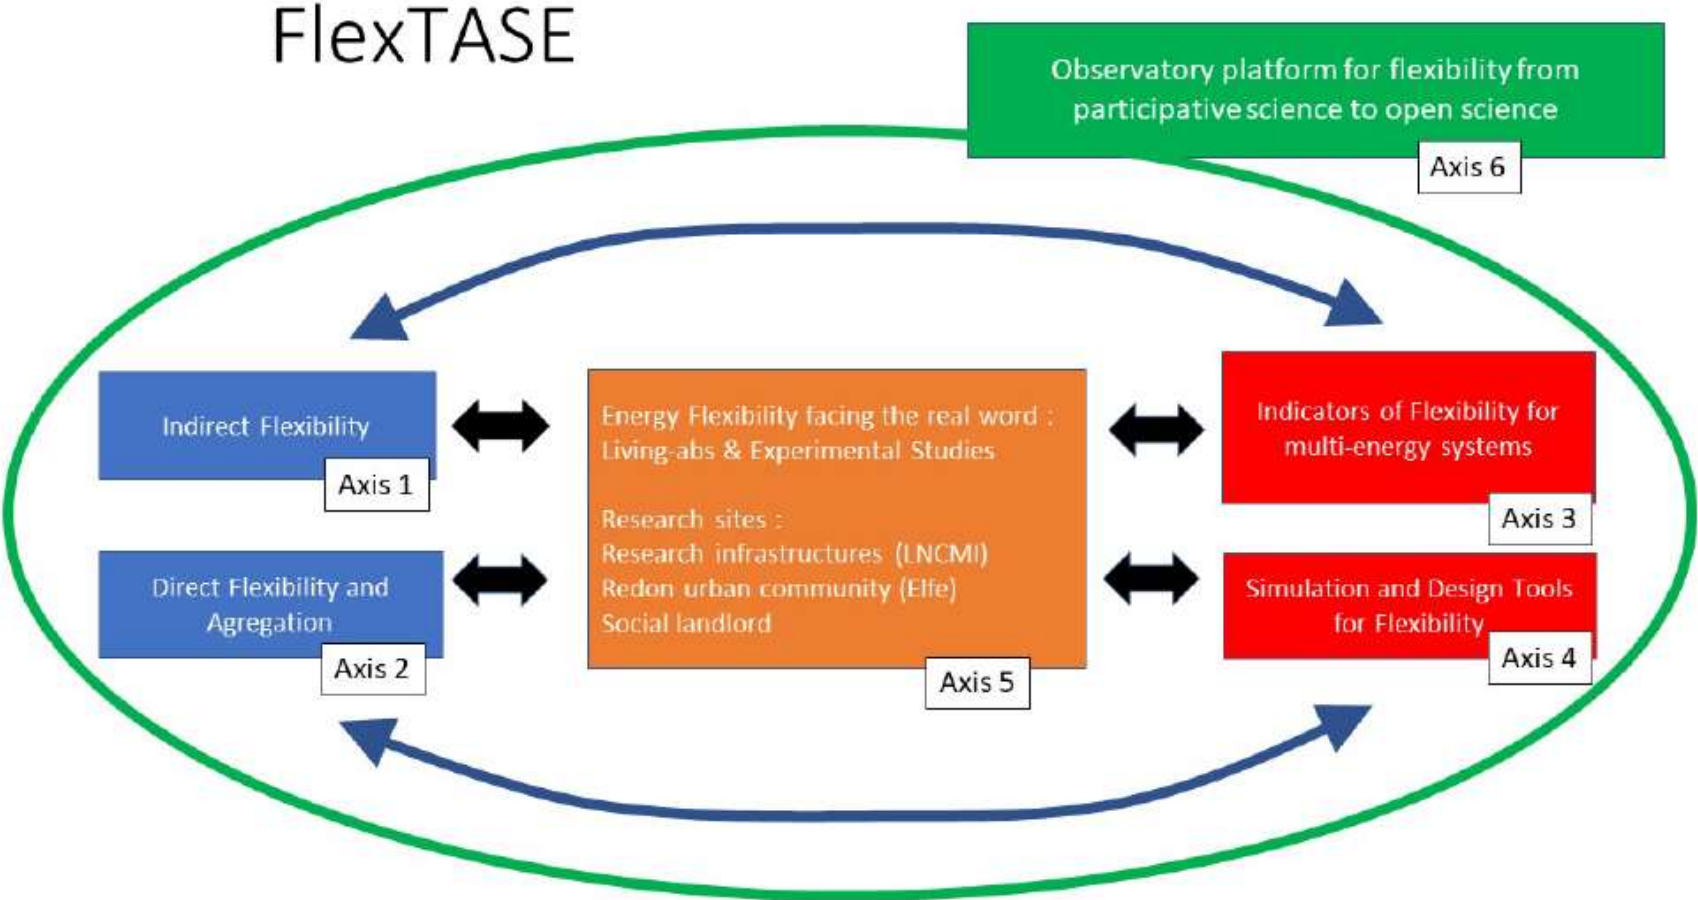 FlexTASE
Observatory platform for flexibility from
participative science to open science
Axis 6
Indirect Flexibility
Axis 1
Direct Flexibility and
Agregation
Axis 2
Energy Flexibility facing the real word :
Living-abs & Experimental Studies
Research sites :
Research infrastructures (LNCMI)
Redon urban community (Elfe)
Social landlord
Axis 5
Indicators of Flexibility for
multi-energy systems
Axis 3
Simulation and Design Tools
for Flexibility
Axis 4